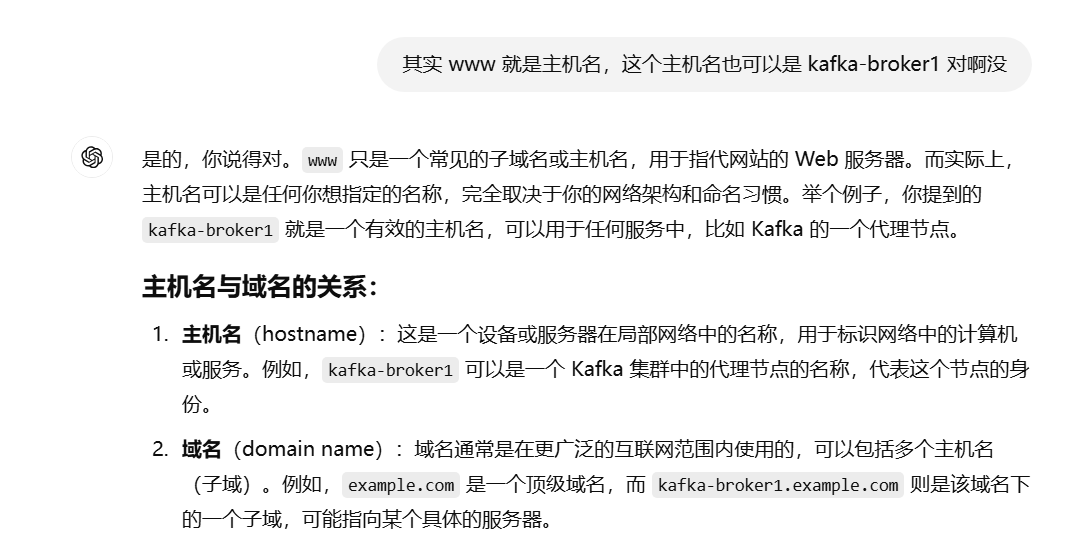 其实 www 就是主机名，这个主机名也可以是 kafka-broker1 对啊没
是的，你说得对。www 只是一个常见的子域名或主机名，用于指代网站的 Web 服务器。而实际上，
主机名可以是任何你想指定的名称，完全取决于你的网络架构和命名习惯。举个例子，你提到的
kafka-broker1 就是一个有效的主机名，可以用于任何服务中，比如 Kafka 的一个代理节点。
主机名与域名的关系：
1. 主机名（hostname）：这是一个设备或服务器在局部网络中的名称，用于标识网络中的计算机
或服务。例如，kafka-broker1 可以是一个 Kafka 集群中的代理节点的名称，代表这个节点的身
份。
2. 域名（domain name）：域名通常是在更广泛的互联网范围内使用的，可以包括多个主机名
（子域）。例如，example.com 是一个顶级域名，而 kafka-broker1.example.com 则是该域名下
的一个子域，可能指向某个具体的服务器。